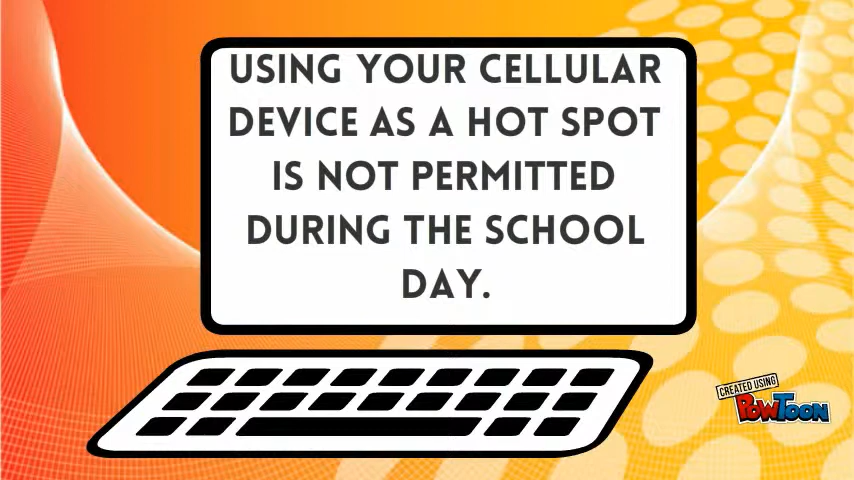 USING YOUR CELLULAR
DEVICE AS A HOT SPOT
IS NOT PERMITTED
DURING THE SCHOOL
DAY.
CREATED USING
POWTOON